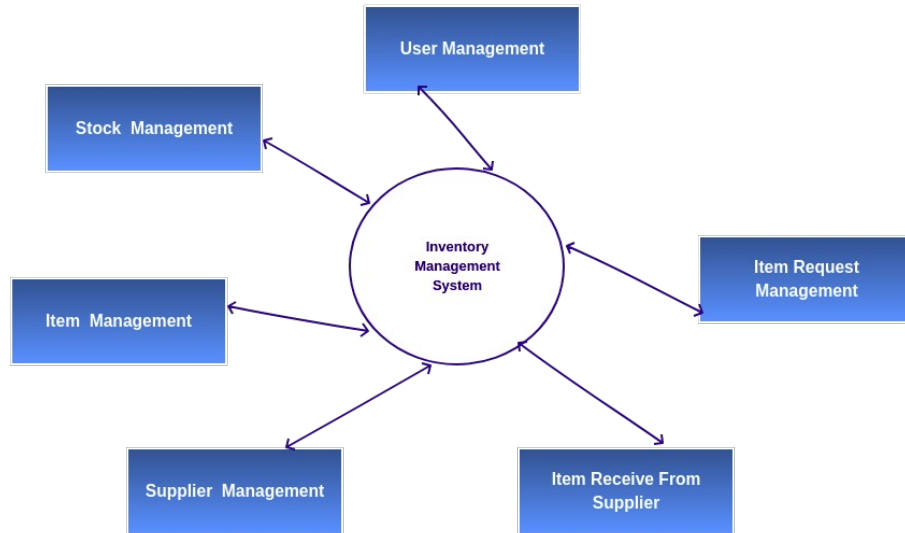 User Management
Stock  Management
Inventory
Management
System
Item Request
Management
Item  Management
Supplier  Management
Item Receive From
Supplier